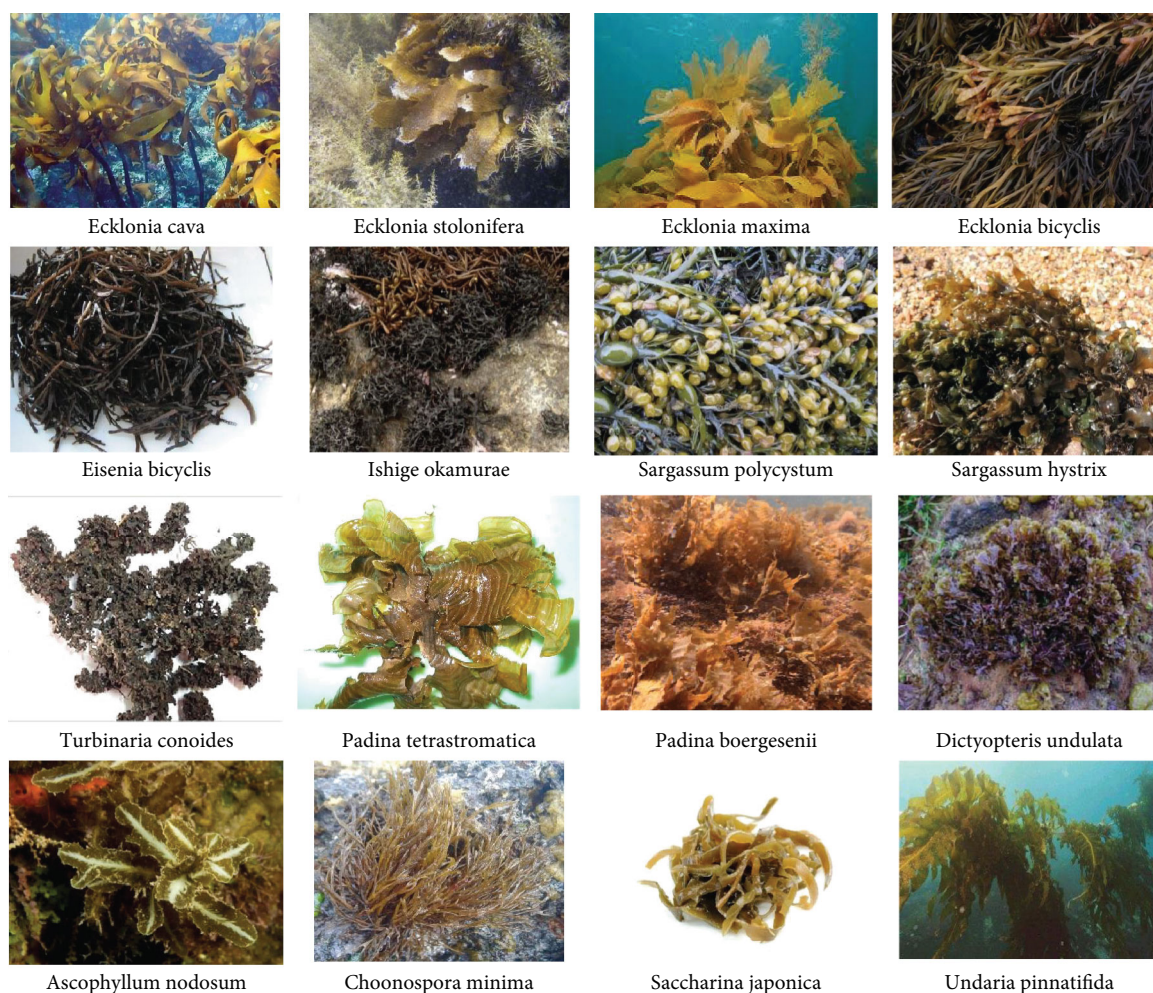 Ecklonia cava
Ecklonia stolonifera
Ecklonia maxima
Ecklonia bicyclis
Eisenia bicyclis
Ishige okamurae
Sargassum polycystum
Sargassum hystrix
Turbinaria conoides
Padina tetrastromatica
Padina boergesenii
Dictyopteris undulata
Ascophyllum nodosum
Choonospora minima
Saccharina japonica
Undaria pinnatifida